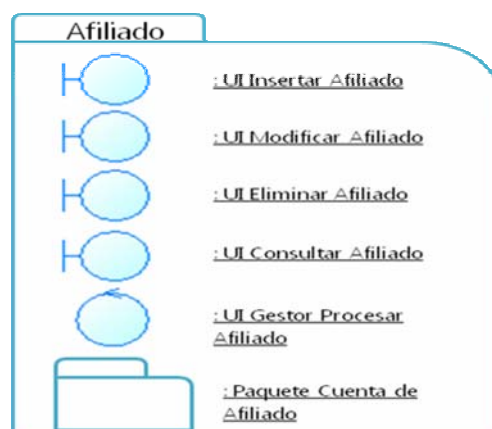 Afiliado
: UI Insertar Afiliado
: UI Modificar Afiliado
: UI Eliminar Afiliado
: UI Consultar Afiliado
: UI Gestor Procesar
Afiliado
: Paquete Cuenta de
Afiliado